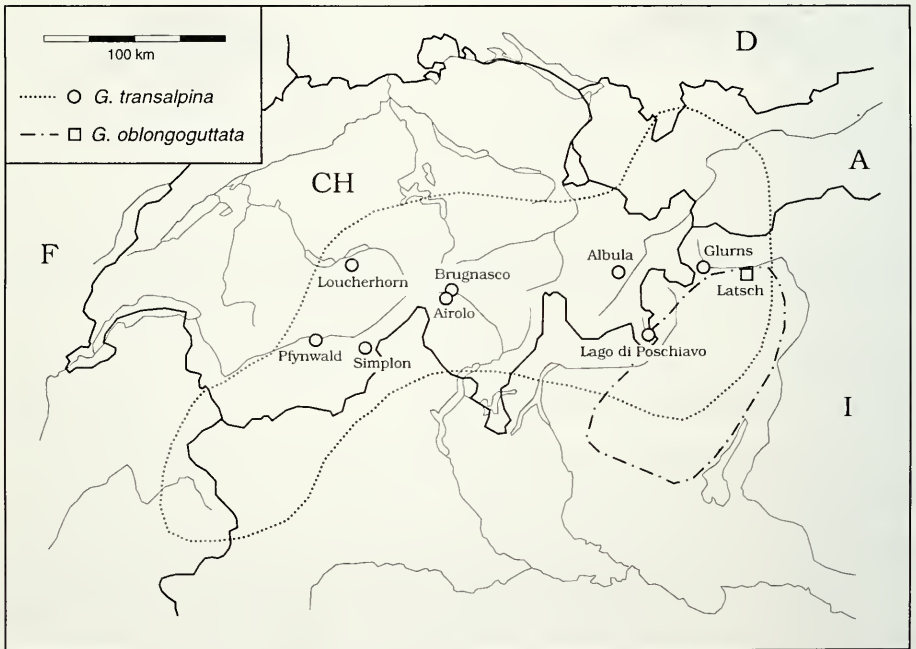 100 km
G. transalpina
G. oblongoguttata
D
A
CH
F
I
Glurns
Latsch
Albula
Brugnasco
Airolo
Loucherhorn
Pfynwald
Simplon
Lago di Poschiavo